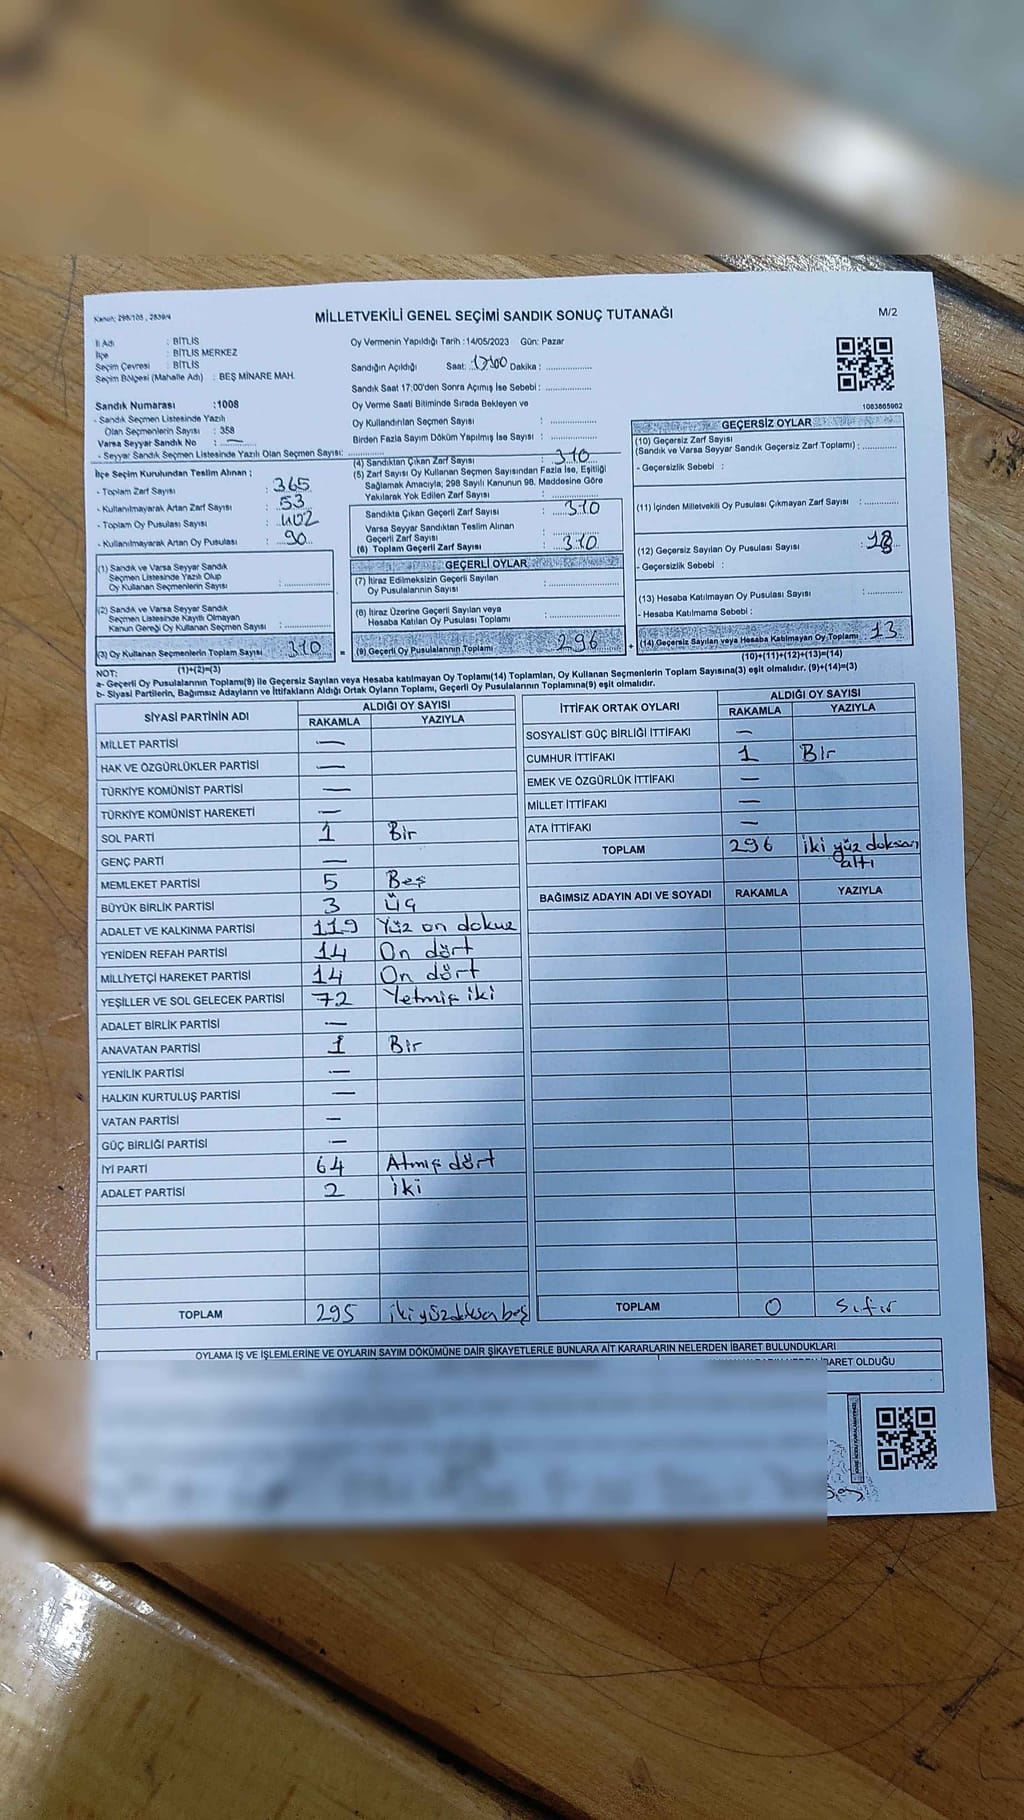 Kanun; 298/105 , 2839/4
MİLLETVEKİLİ GENEL SEÇİMİ SANDIK SONUÇ TUTANAĞI
M/2
İl Adı : BİTLİS
İlçe : BİTLİS MERKEZ
Seçim Çevresi : BİTLİS
Seçim Bölgesi (Mahalle Adı) : BEŞ MİNARE MAH.
Sandık Numarası :1008
- Sandık Seçmen Listesinde Yazılı
Olan Seçmenlerin Sayısı : 358
Varsa Seyyar Sandık No : —
- Seyyar Sandık Seçmen Listesinde Yazılı Olan Seçmen Sayısı:
İlçe Seçim Kurulundan Teslim Alınan ;
- Toplam Zarf Sayısı : 365
- Kullanılmayarak Artan Zarf Sayısı : 53
- Toplam Oy Pusulası Sayısı : 402
- Kullanılmayarak Artan Oy Pusulası : 90
(1) Sandık ve Varsa Seyyar Sandık
Seçmen Listesinde Yazılı Olup
Oy Kullanan Seçmenlerin Sayısı :
(2) Sandık ve Varsa Seyyar Sandık
Seçmen Listesinde Kayıtlı Olmayan
Kanun Gereği Oy Kullanan Seçmen Sayısı :
(3) Oy Kullanan Seçmenlerin Toplam Sayısı 310 =
(1)+(2)=(3)
Oy Vermenin Yapıldığı Tarih :14/05/2023 Gün: Pazar
Sandığın Açıldığı Saat: 17:00 Dakika :
Sandık Saat 17:00'den Sonra Açımış İse Sebebi :
Oy Verme Saati Bitiminde Sırada Bekleyen ve
Oy Kullandırılan Seçmen Sayısı :
Birden Fazla Sayım Döküm Yapılmış İse Sayısı :
(4) Sandıktan Çıkan Zarf Sayısı : 310
(5) Zarf Sayısı Oy Kullanan Seçmen Sayısından Fazla İse, Eşitliği
Sağlamak Amacıyla; 298 Sayılı Kanunun 98. Maddesine Göre
Yakılarak Yok Edilen Zarf Sayısı :
Sandıkta Çıkan Geçerli Zarf Sayısı : 310
Varsa Seyyar Sandıktan Teslim Alınan
Geçerli Zarf Sayısı :
(6) Toplam Geçerli Zarf Sayısı : 310
GEÇERLİ OYLAR
(7) İtiraz Edilmeksizin Geçerli Sayılan
Oy Pusulalarının Sayısı :
(8) İtiraz Üzerine Geçerli Sayılan veya
Hesaba Katılan Oy Pusulası Toplamı :
(9) Geçerli Oy Pusulalarının Toplamı 296 +
1083865902
GEÇERSİZ OYLAR
(10) Geçersiz Zarf Sayısı
(Sandık ve Varsa Seyyar Sandık Geçersiz Zarf Toplamı) :
- Geçersizlik Sebebi :
(11) İçinden Milletvekili Oy Pusulası Çıkmayan Zarf Sayısı :
(12) Geçersiz Sayılan Oy Pusulası Sayısı :
- Geçersizlik Sebebi :
(13) Hesaba Katılmayan Oy Pusulası Sayısı :
- Hesaba Katılmama Sebebi :
(14) Geçersiz Sayılan veya Hesaba Katılmayan Oy Toplamı 13
(10)+(11)+(12)+(13)=(14)
NOT:
a- Geçerli Oy Pusulalarının Toplamı(9) ile Geçersiz Sayılan veya Hesaba katılmayan Oy Toplamı(14) Toplamları, Oy Kullanan Seçmenlerin Toplam Sayısına(3) eşit olmalıdır. (9)+(14)=(3)
b- Siyasi Partilerin, Bağımsız Adayların ve İttifakların Aldığı Ortak Oyların Toplamı, Geçerli Oy Pusulalarının Toplamına(9) eşit olmalıdır.
SİYASİ PARTİNİN ADI ALDIĞI OY SAYISI
RAKAMLA YAZIYLA
MİLLET PARTİSİ —
HAK VE ÖZGÜRLÜKLER PARTİSİ —
TÜRKİYE KOMÜNİST PARTİSİ —
TÜRKİYE KOMÜNİST HAREKETİ —
SOL PARTİ 1 Bir
GENÇ PARTİ —
MEMLEKET PARTİSİ 5 Beş
BÜYÜK BİRLİK PARTİSİ 3 üç
ADALET VE KALKINMA PARTİSİ 119 Yüz on dokuz
YENİDEN REFAH PARTİSİ 14 On dört
MİLLİYETÇİ HAREKET PARTİSİ 14 On dört
YEŞİLLER VE SOL GELECEK PARTİSİ 72 Yetmiş iki
ADALET BİRLİK PARTİSİ —
ANAVATAN PARTİSİ 1 Bir
YENİLİK PARTİSİ —
HALKIN KURTULUŞ PARTİSİ —
VATAN PARTİSİ —
GÜÇ BİRLİĞİ PARTİSİ —
İYİ PARTİ 64 Atmış dört
ADALET PARTİSİ 2 iki
TOPLAM 295 iki yüz doksan beş
İTTİFAK ORTAK OYLARI ALDIĞI OY SAYISI
RAKAMLA YAZIYLA
SOSYALİST GÜÇ BİRLİĞİ İTTİFAKI —
CUMHUR İTTİFAKI 1 Bir
EMEK VE ÖZGÜRLÜK İTTİFAKI —
MİLLET İTTİFAKI —
ATA İTTİFAKI —
TOPLAM 296 iki yüz doksan
altı
BAĞIMSIZ ADAYIN ADI VE SOYADI RAKAMLA YAZIYLA
TOPLAM 0 Sıfır
OYLAMA İŞ VE İŞLEMLERİNE VE OYLARIN SAYIM DÖKÜMÜNE DAİR ŞİKAYETLERLE BUNLARA AİT KARARLARIN NELERDEN İBARET BULUNDUKLARI
İBARET OLDUĞU